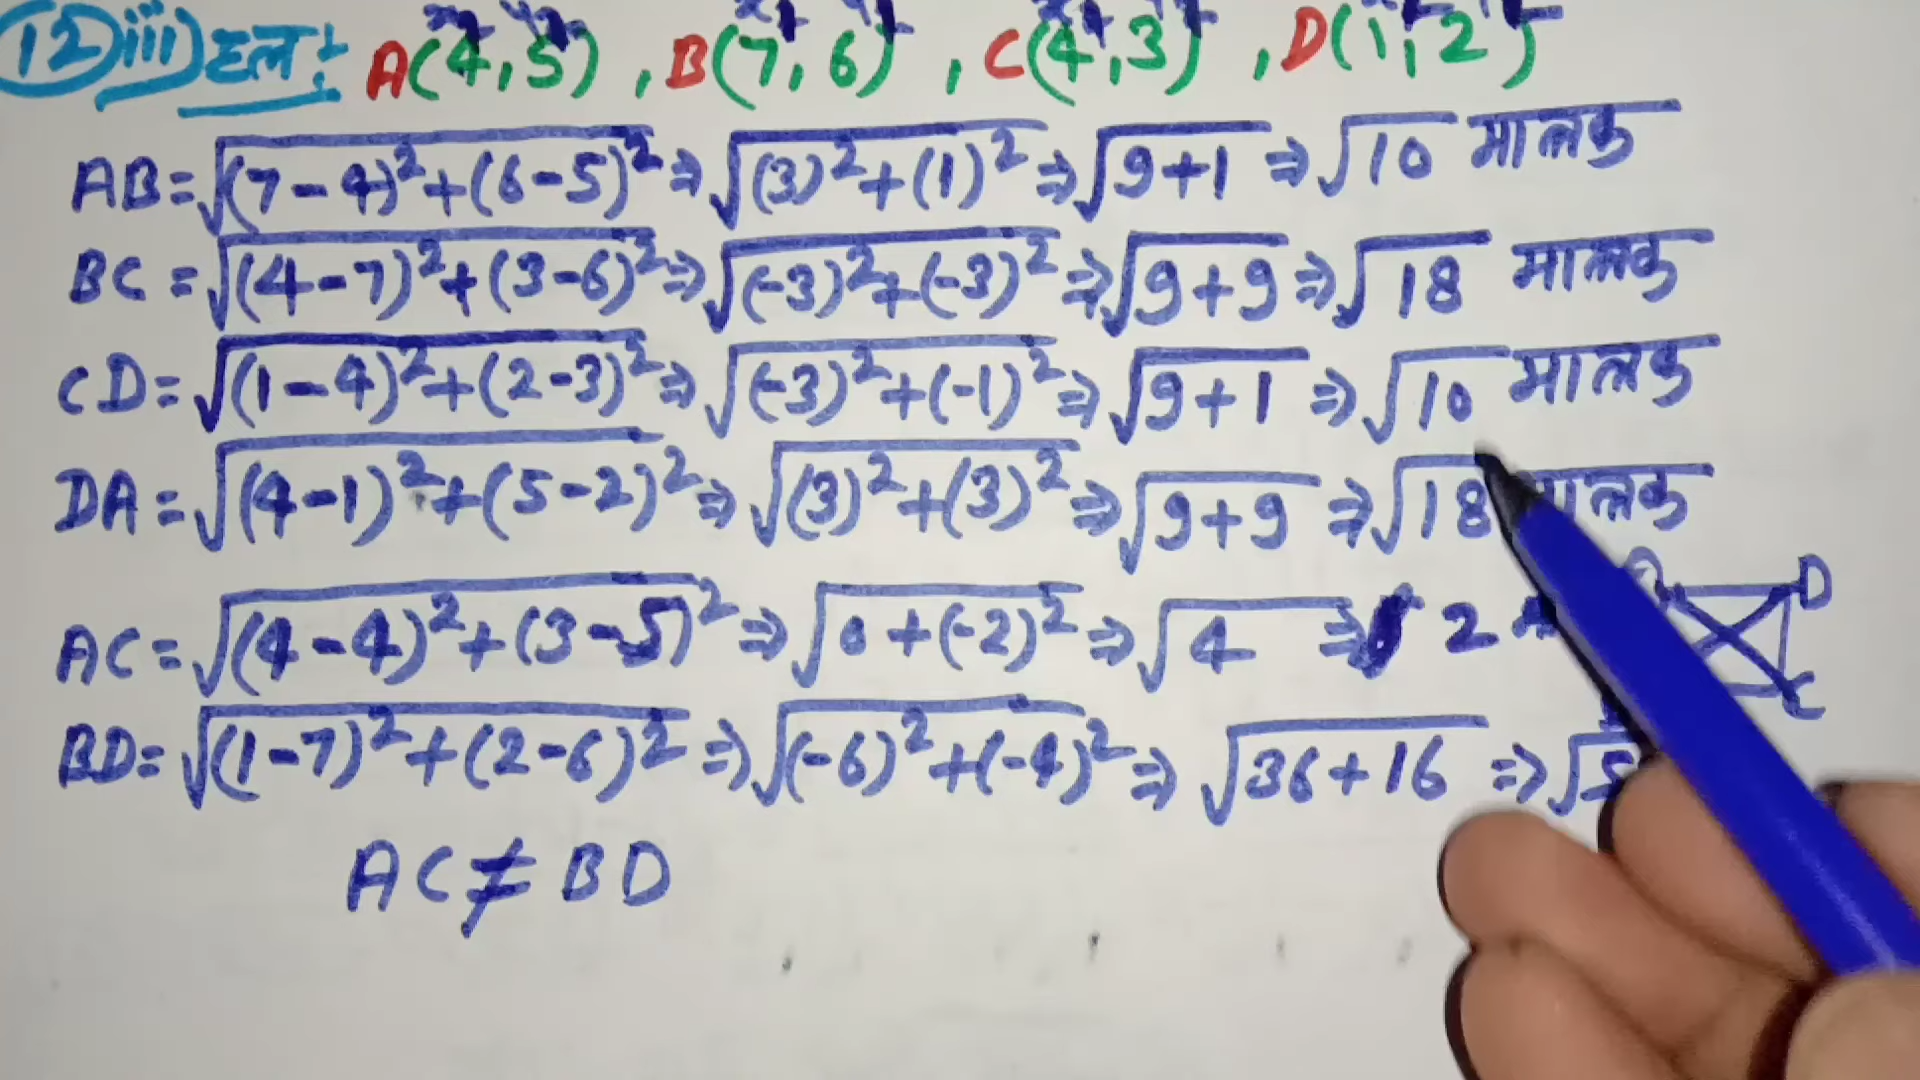 12 iii) हल:- A(4,5) , B(7,6) , C(4,3) , D(1,2)
AB=√(7-4)²+(6-5)² ⇒ √(3)²+(1)² ⇒ √9+1 ⇒ √10 मात्रक
BC=√(4-7)²+(3-6)² ⇒ √(-3)²+(-3)² ⇒ √9+9 ⇒ √18 मात्रक
CD=√(1-4)²+(2-3)² ⇒ √(-3)²+(-1)² ⇒ √9+1 ⇒ √10 मात्रक
DA=√(4-1)²+(5-2)² ⇒ √(3)²+(3)² ⇒ √9+9 ⇒ √18 मात्रक
D
AC=√(4-4)²+(3-5)² ⇒ √0+(-2)² ⇒ √4 ⇒ 2
C
BD=√(1-7)²+(2-6)² ⇒ √(-6)²+(-4)² ⇒ √36+16 ⇒ √5
AC≠BD